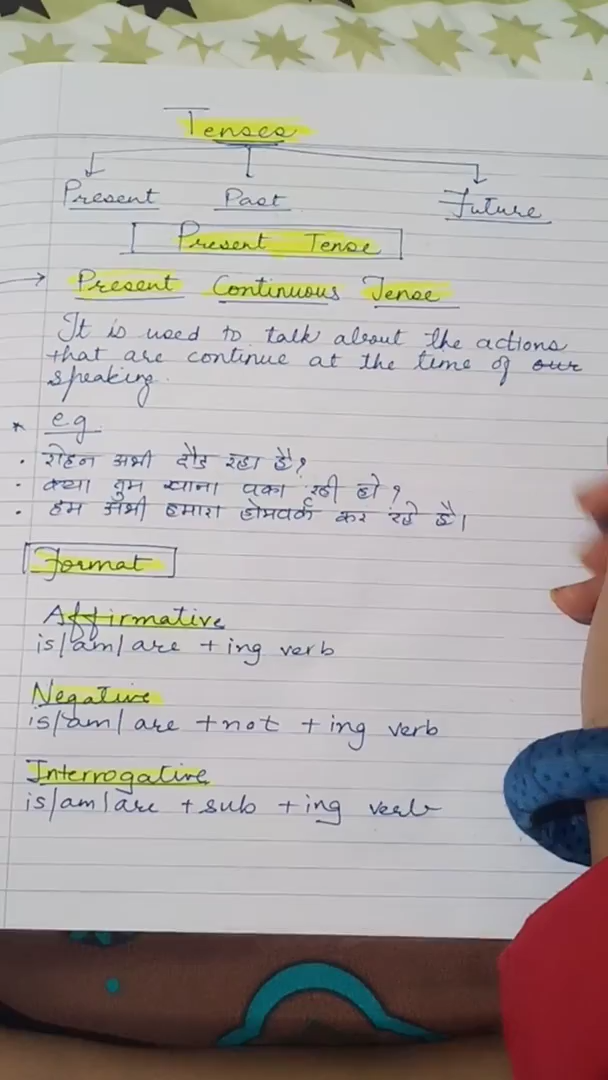 Tenses
Present Past Future
Present Tense
→ Present Continuous Tense
It is used to talk about the actions
that are continue at the time of our
speaking.
* e.g.
• रोहन अभी दौड रहा है?
• क्या तुम खाना पका रही हो?
• हम अभी हमारा होमवर्क कर रहे है।
Format
Affirmative
is/am/are + ing verb
Negative
is/am/are + not + ing verb
Interrogative
is/am/are + sub + ing verb